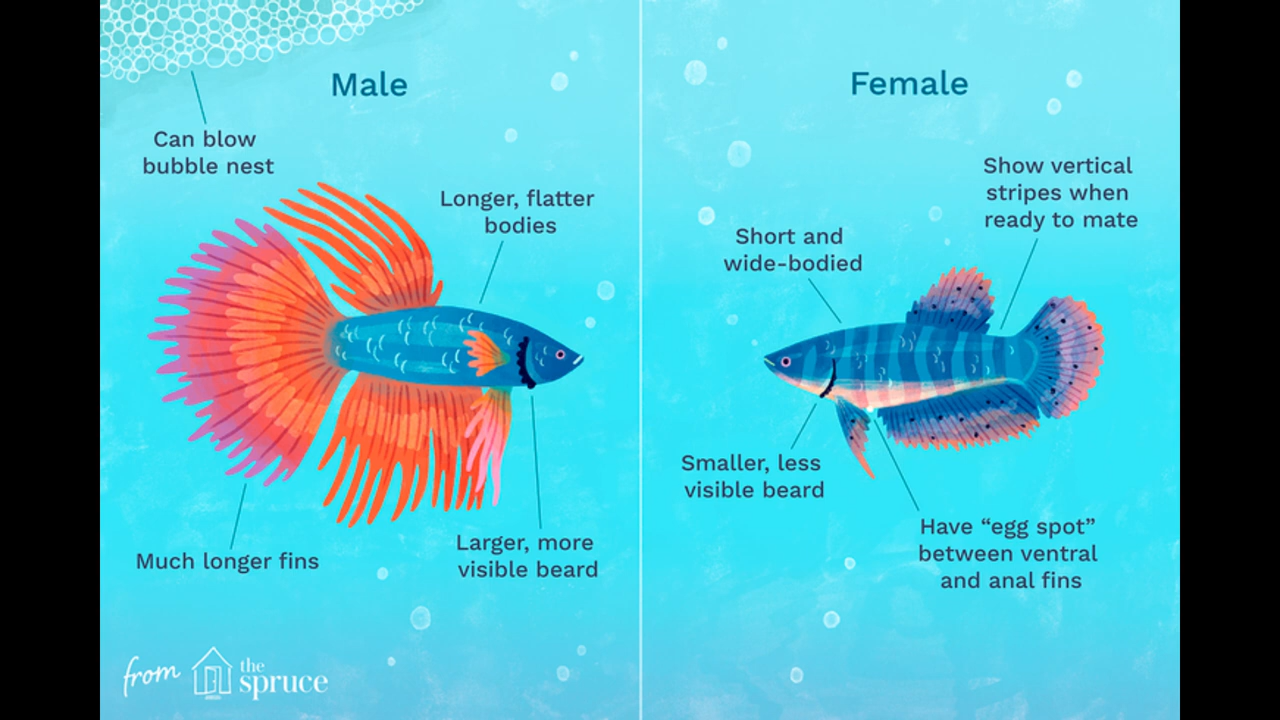 Male
Can blow
bubble nest
Longer, flatter
bodies
Much longer fins
Larger, more
visible beard
from the
spruce
Female
Show vertical
stripes when
ready to mate
Short and
wide-bodied
Smaller, less
visible beard
Have “egg spot”
between ventral
and anal fins